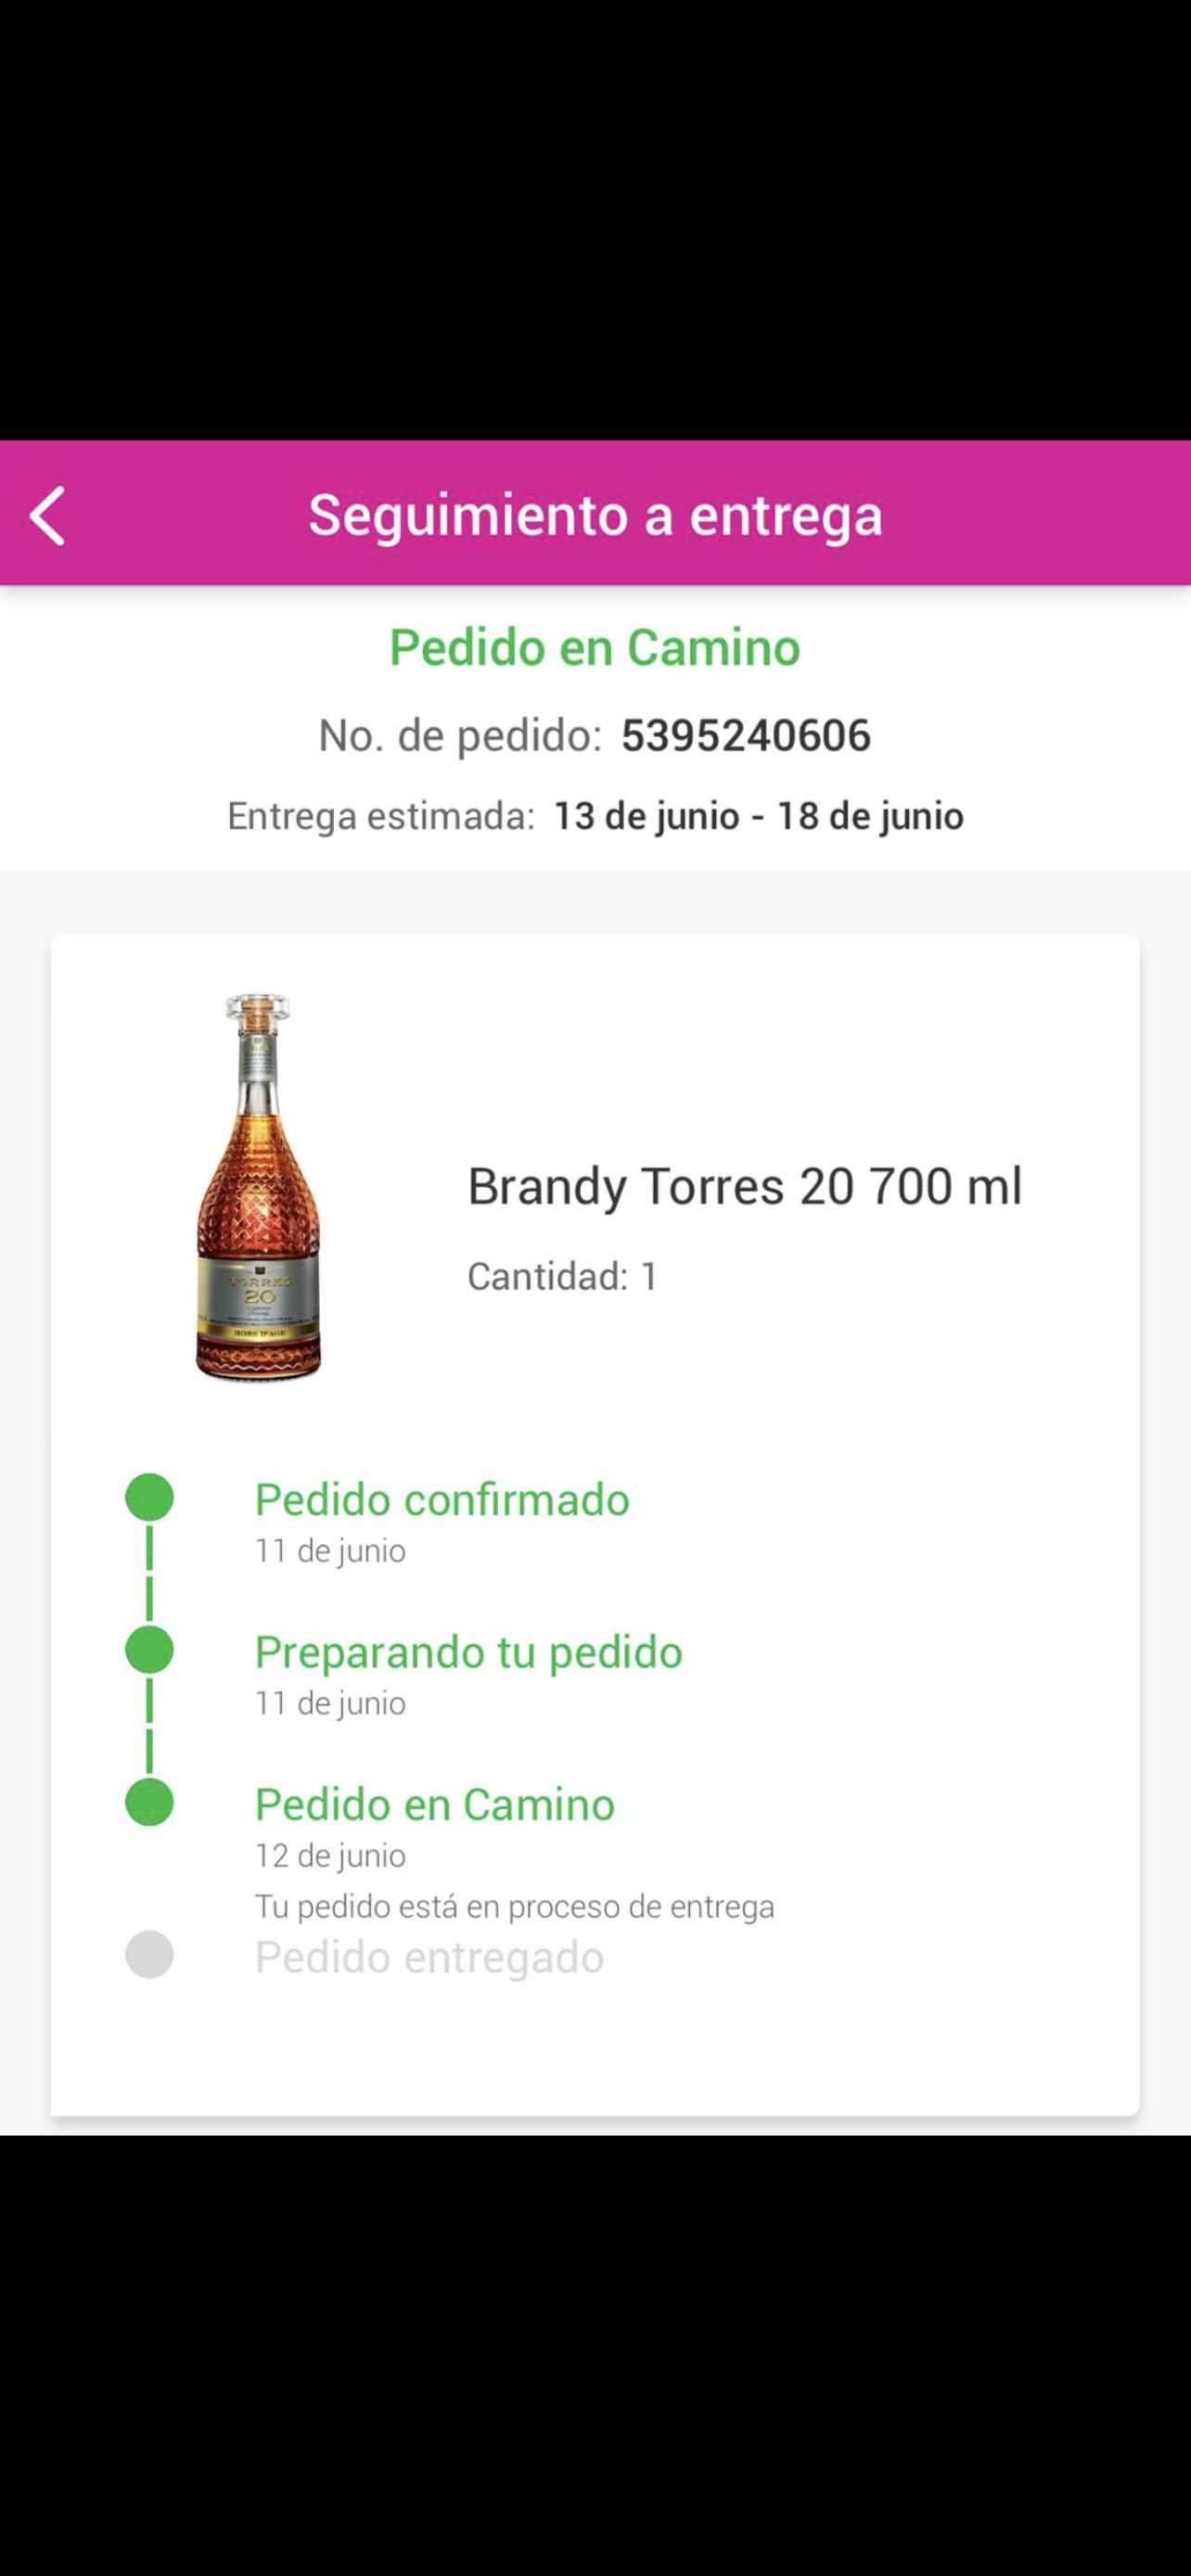 Seguimiento a entrega
Pedido en Camino
No. de pedido: 5395240606
Entrega estimada: 13 de junio - 18 de junio
TORRES
20
HORS D'AGE
Brandy Torres 20 700 ml
Cantidad: 1
Pedido confirmado
11 de junio
Preparando tu pedido
11 de junio
Pedido en Camino
12 de junio
Tu pedido está en proceso de entrega
Pedido entregado